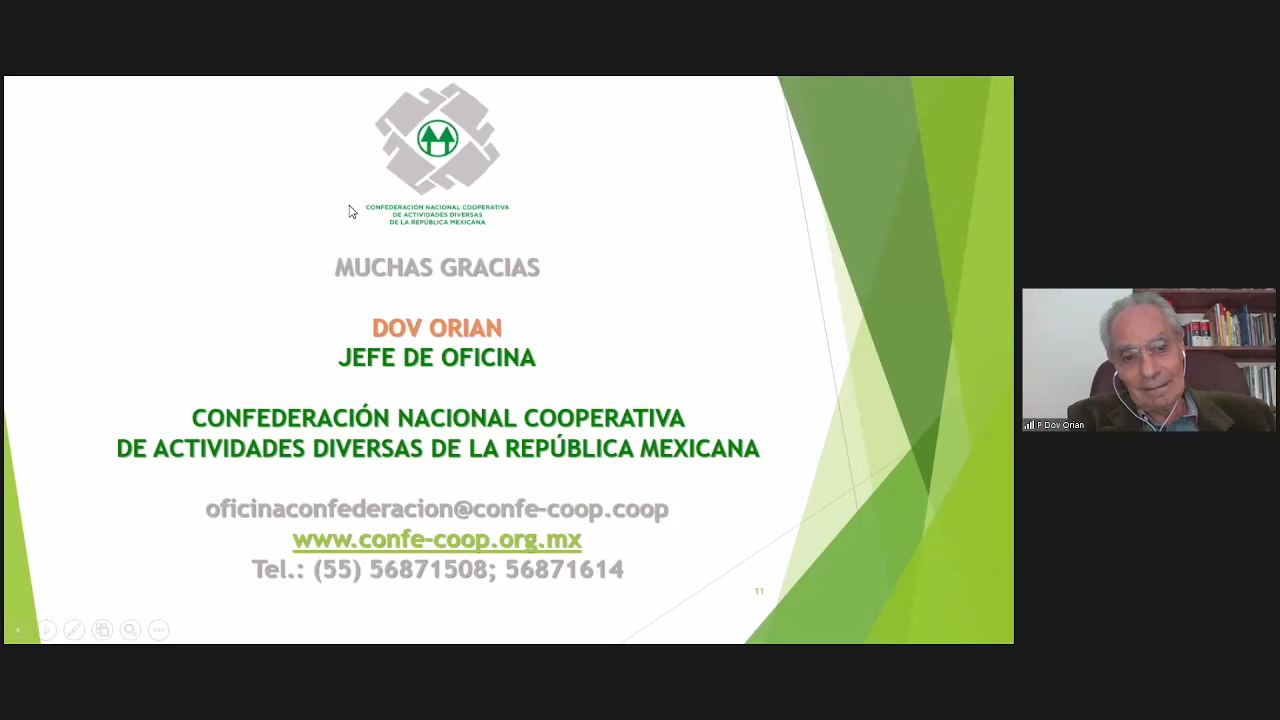 CONFEDERACIÓN NACIONAL COOPERATIVA
DE ACTIVIDADES DIVERSAS
DE LA REPÚBLICA MEXICANA
MUCHAS GRACIAS
DOV ORIAN
JEFE DE OFICINA
CONFEDERACIÓN NACIONAL COOPERATIVA
DE ACTIVIDADES DIVERSAS DE LA REPÚBLICA MEXICANA
oficinaconfederacion@confe-coop.coop
www.confe-coop.org.mx
Tel.: (55) 56871508; 56871614
11
P Dov Orian